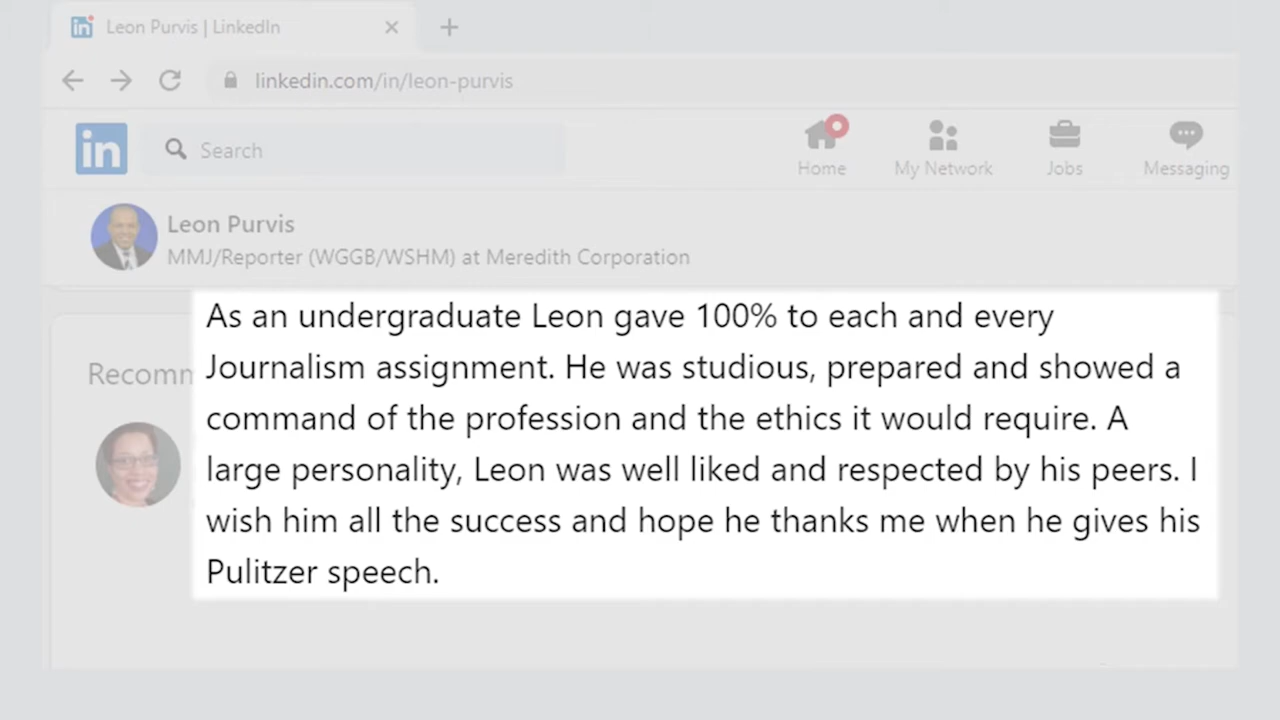 Leon Purvis | LinkedIn
linkedin.com/in/leon-purvis
in
Search
Home
My Network
Jobs
Messaging
Leon Purvis
MMJ/Reporter (WGGB/WSHM) at Meredith Corporation
Recomm
As an undergraduate Leon gave 100% to each and every
Journalism assignment. He was studious, prepared and showed a
command of the profession and the ethics it would require. A
large personality, Leon was well liked and respected by his peers. I
wish him all the success and hope he thanks me when he gives his
Pulitzer speech.